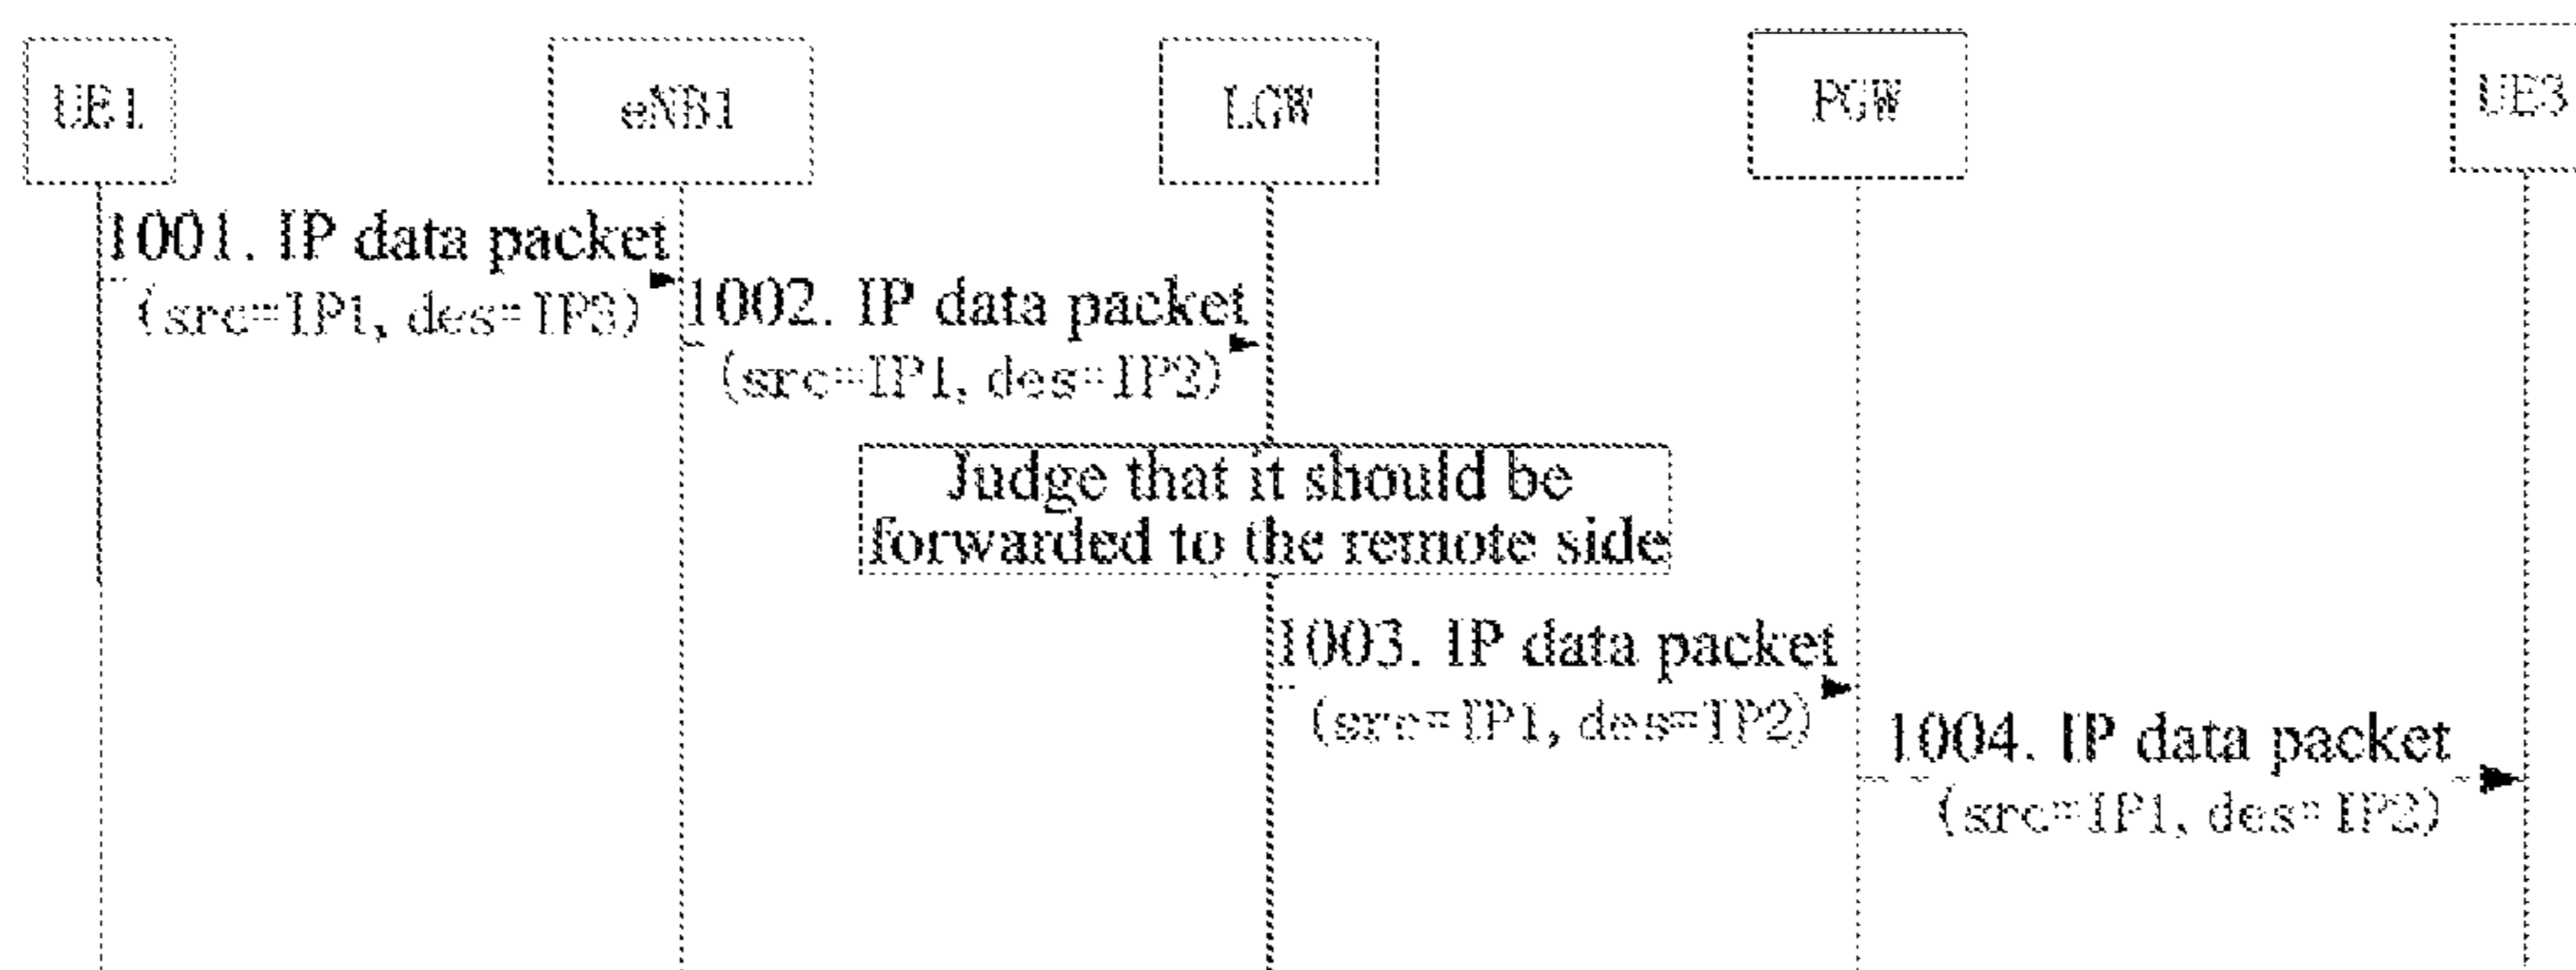 UE1
eNB1
LGW
PGW
UE3
1001. IP data packet
(src=IP1, des=IP3)
1002. IP data packet
(src=IP1, des=IP2)
Judge that it should be
forwarded to the remote side
1003. IP data packet
(src=IP1, des=IP2)
1004. IP data packet
(src=IP1, des=IP2)